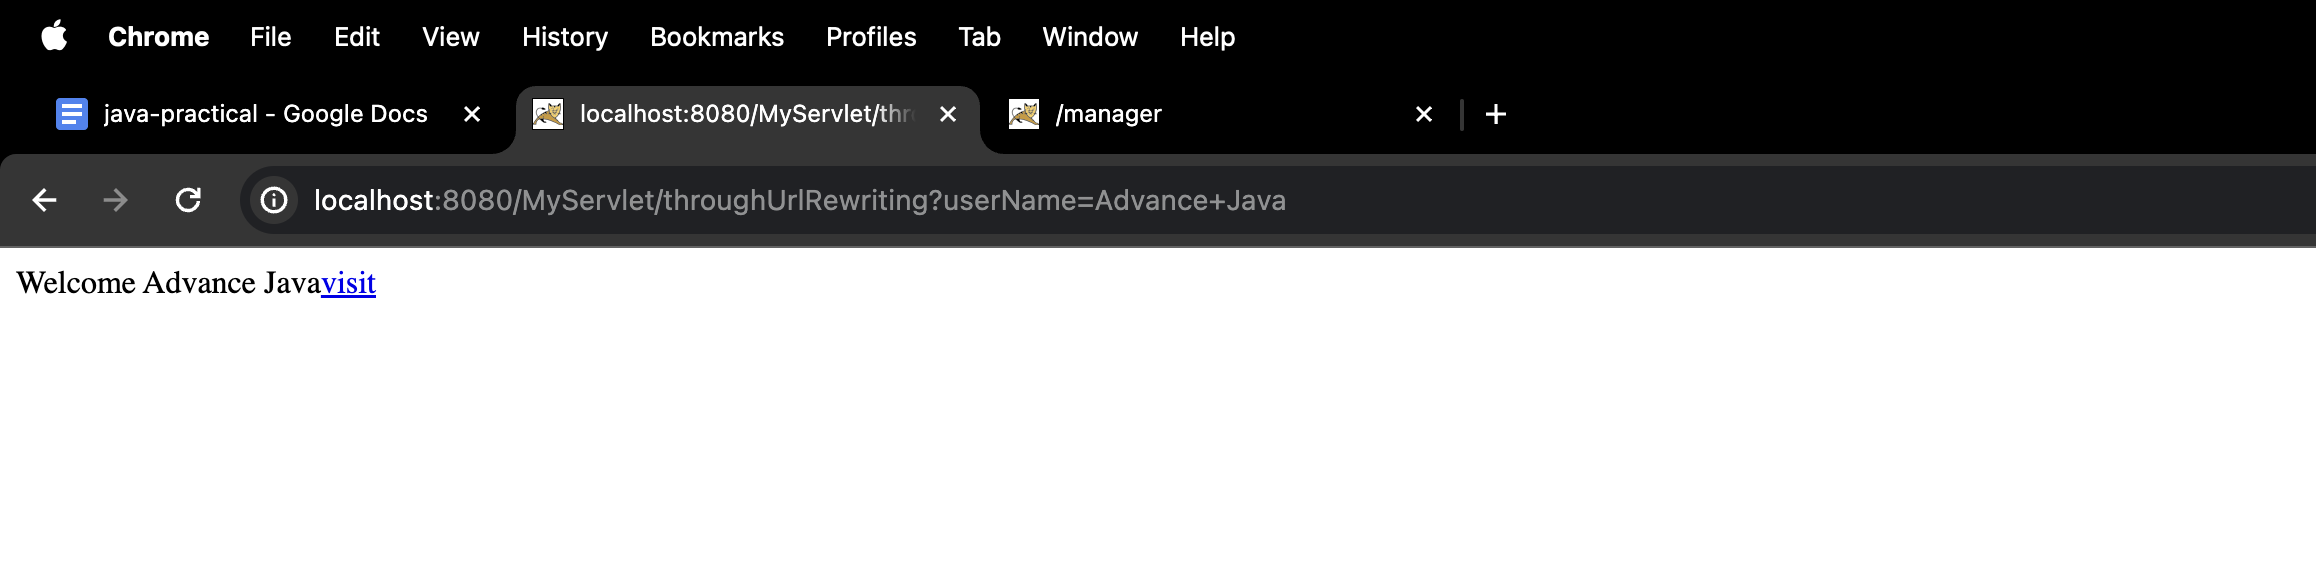 Chrome File Edit View History Bookmarks Profiles Tab Window Help
java-practical - Google Docs localhost:8080/MyServlet/thr /manager
localhost:8080/MyServlet/throughUrlRewriting?userName=Advance+Java
Welcome Advance Javavisit